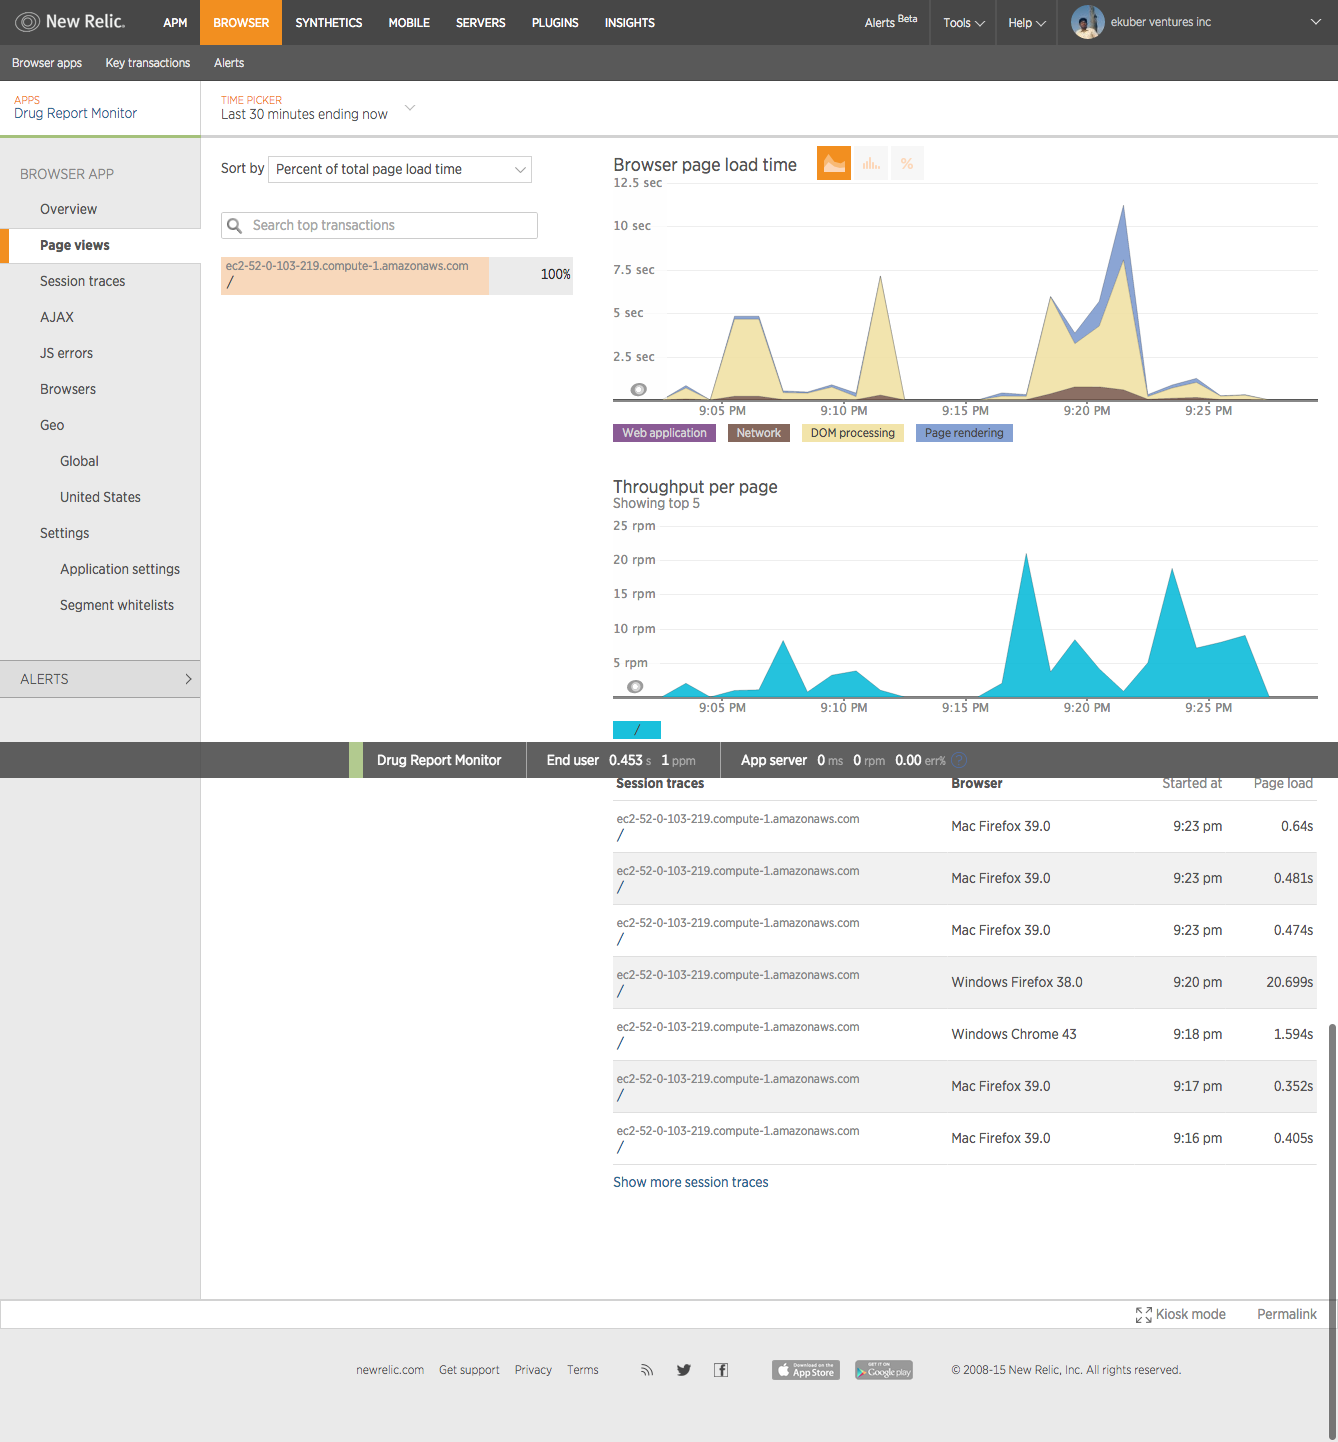 New Relic.
APM BROWSER SYNTHETICS MOBILE SERVERS PLUGINS INSIGHTS
Alerts Beta Tools Help ekuber ventures inc
Browser apps Key transactions Alerts
APPS
Drug Report Monitor
TIME PICKER
Last 30 minutes ending now
BROWSER APP
Overview
Page views
Session traces
AJAX
JS errors
Browsers
Geo
Global
United States
Settings
Application settings
Segment whitelists
ALERTS
Sort by Percent of total page load time
Search top transactions
ec2-52-0-103-219.compute-1.amazonaws.com
/
100%
Browser page load time
%
12.5 sec
10 sec
7.5 sec
5 sec
2.5 sec
9:05 PM 9:10 PM 9:15 PM 9:20 PM 9:25 PM
Web application Network DOM processing Page rendering
Throughput per page
Showing top 5
25 rpm
20 rpm
15 rpm
10 rpm
5 rpm
9:05 PM 9:10 PM 9:15 PM 9:20 PM 9:25 PM
/
Drug Report Monitor End user 0.453 s 1 ppm App server 0 ms 0 rpm 0.00 err% ?
Session traces Browser Started at Page load
ec2-52-0-103-219.compute-1.amazonaws.com
/ Mac Firefox 39.0 9:23 pm 0.64s
ec2-52-0-103-219.compute-1.amazonaws.com
/ Mac Firefox 39.0 9:23 pm 0.481s
ec2-52-0-103-219.compute-1.amazonaws.com
/ Mac Firefox 39.0 9:23 pm 0.474s
ec2-52-0-103-219.compute-1.amazonaws.com
/ Windows Firefox 38.0 9:20 pm 20.699s
ec2-52-0-103-219.compute-1.amazonaws.com
/ Windows Chrome 43 9:18 pm 1.594s
ec2-52-0-103-219.compute-1.amazonaws.com
/ Mac Firefox 39.0 9:17 pm 0.352s
ec2-52-0-103-219.compute-1.amazonaws.com
/ Mac Firefox 39.0 9:16 pm 0.405s
Show more session traces
Kiosk mode Permalink
newrelic.com Get support Privacy Terms
Download on the
App Store
GET IT ON
Google play
© 2008-15 New Relic, Inc. All rights reserved.